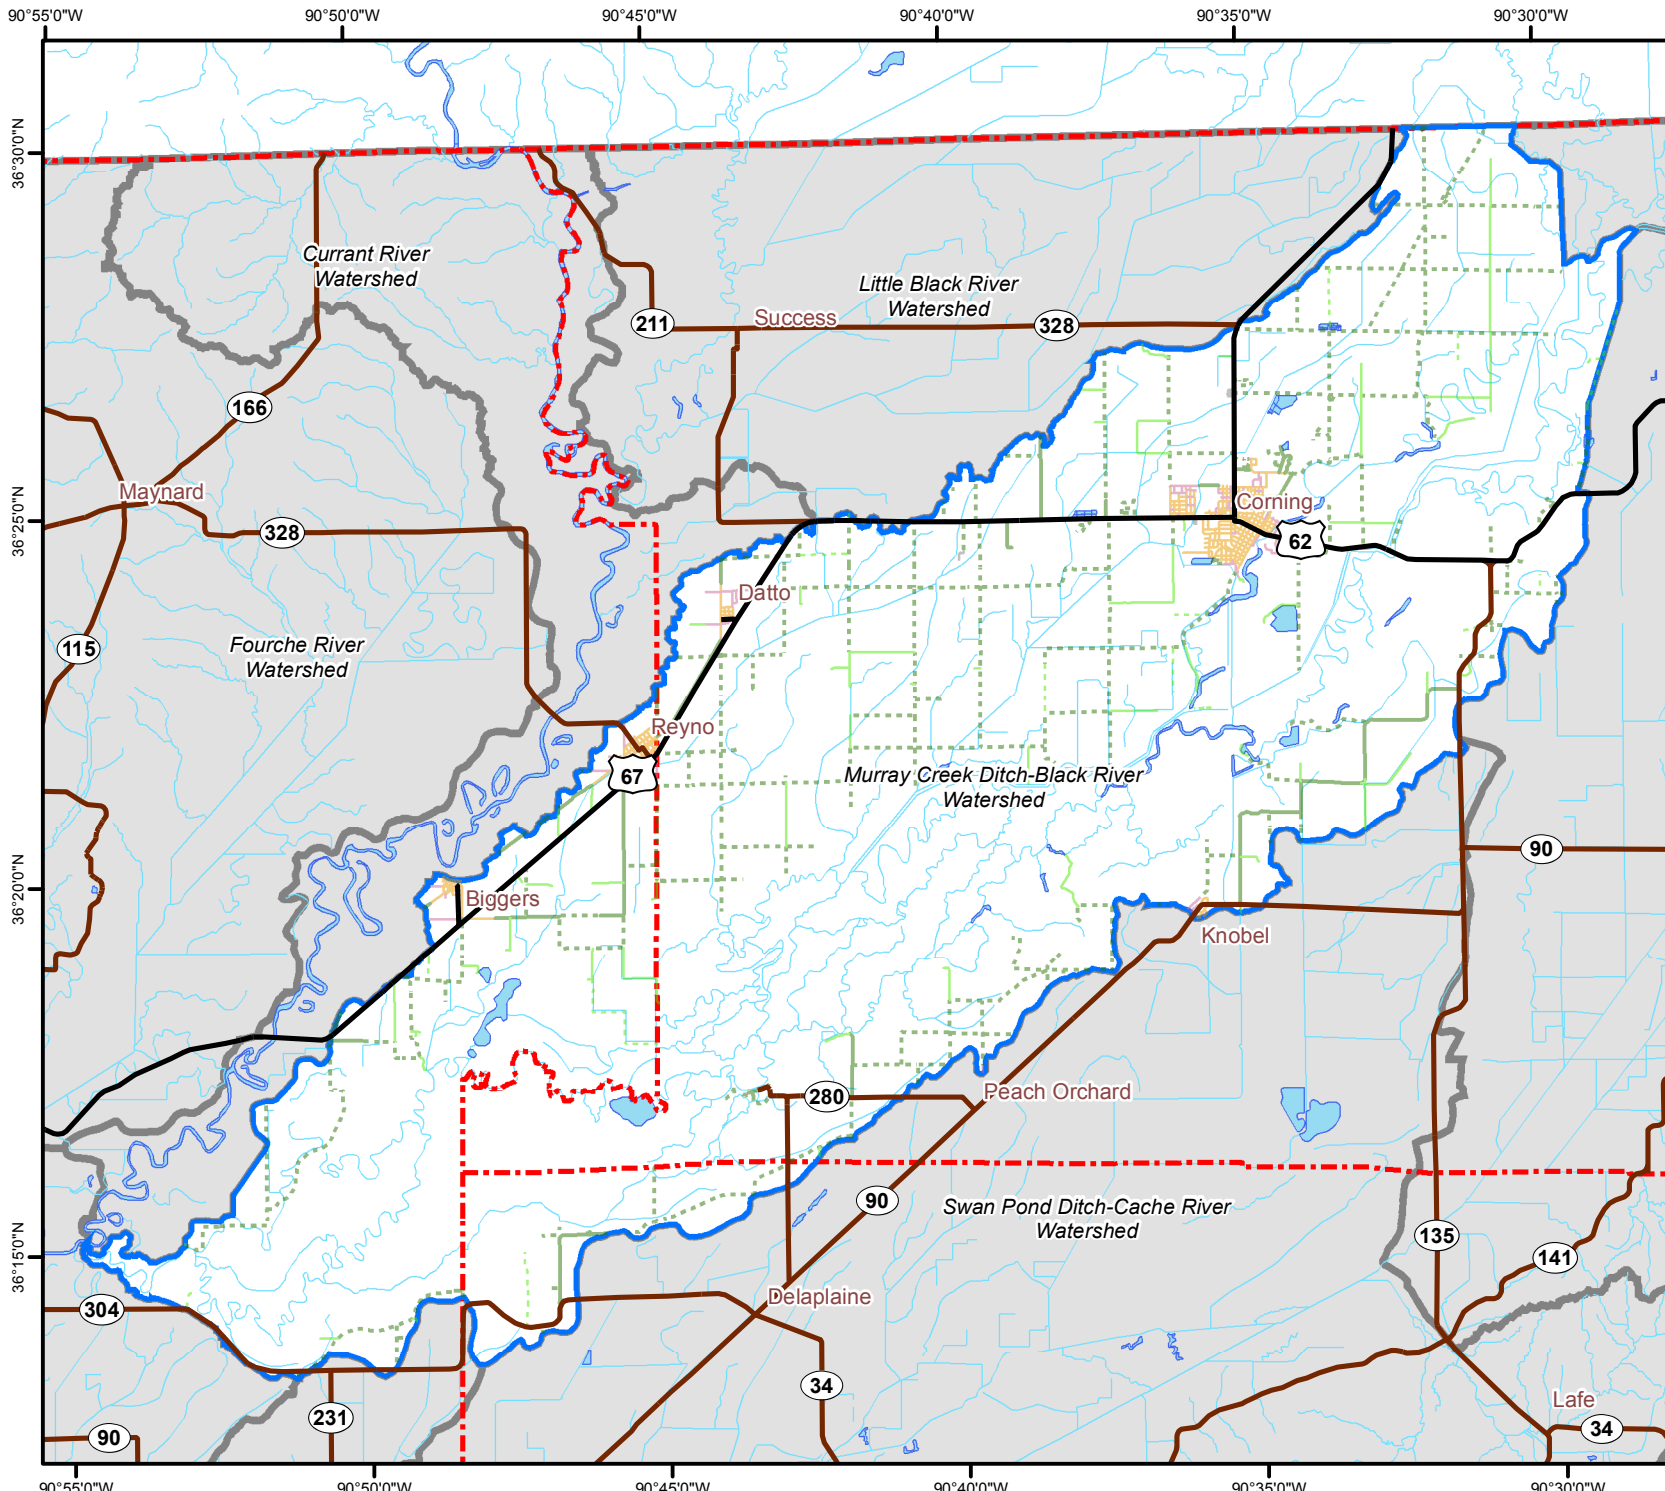 90°55'0"W
90°50'0"W
90°45'0"W
90°40'0"W
90°35'0"W
90°30'0"W
36°30'0"N
Currant River
Watershed
Little Black River
Watershed
211
Success
328
166
Maynard
36°25'0"N
Corning
328
62
Datto
115
Fourche River
Watershed
Reyno
67
Murray Creek Ditch-Black River
Watershed
90
36°20'0"N
Biggers
Knobel
280
Peach Orchard
90
Swan Pond Ditch-Cache River
Watershed
135
141
36°15'0"N
304
Delaplaine
34
231
Lafe
90
34
90°55'0"W
90°50'0"W
90°45'0"W
90°40'0"W
90°35'0"W
90°30'0"W